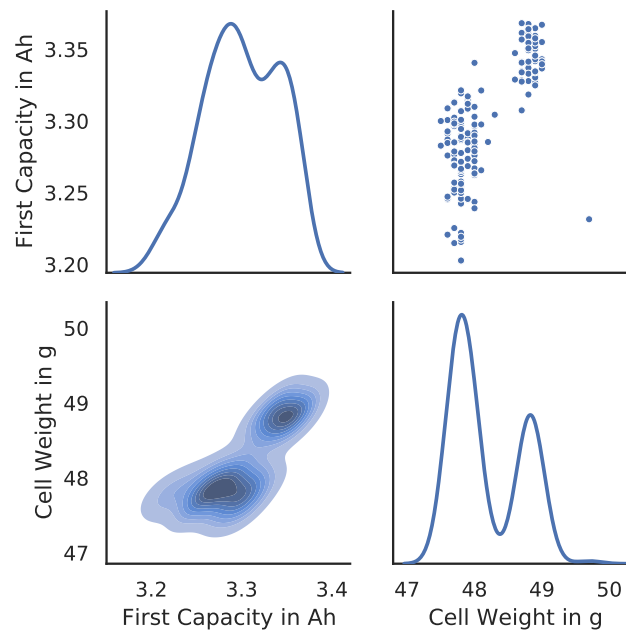 First Capacity in Ah
3.35
3.30
3.25
3.20
Cell Weight in g
50
49
48
47
3.2 3.3 3.4
47 48 49 50
First Capacity in Ah
Cell Weight in g